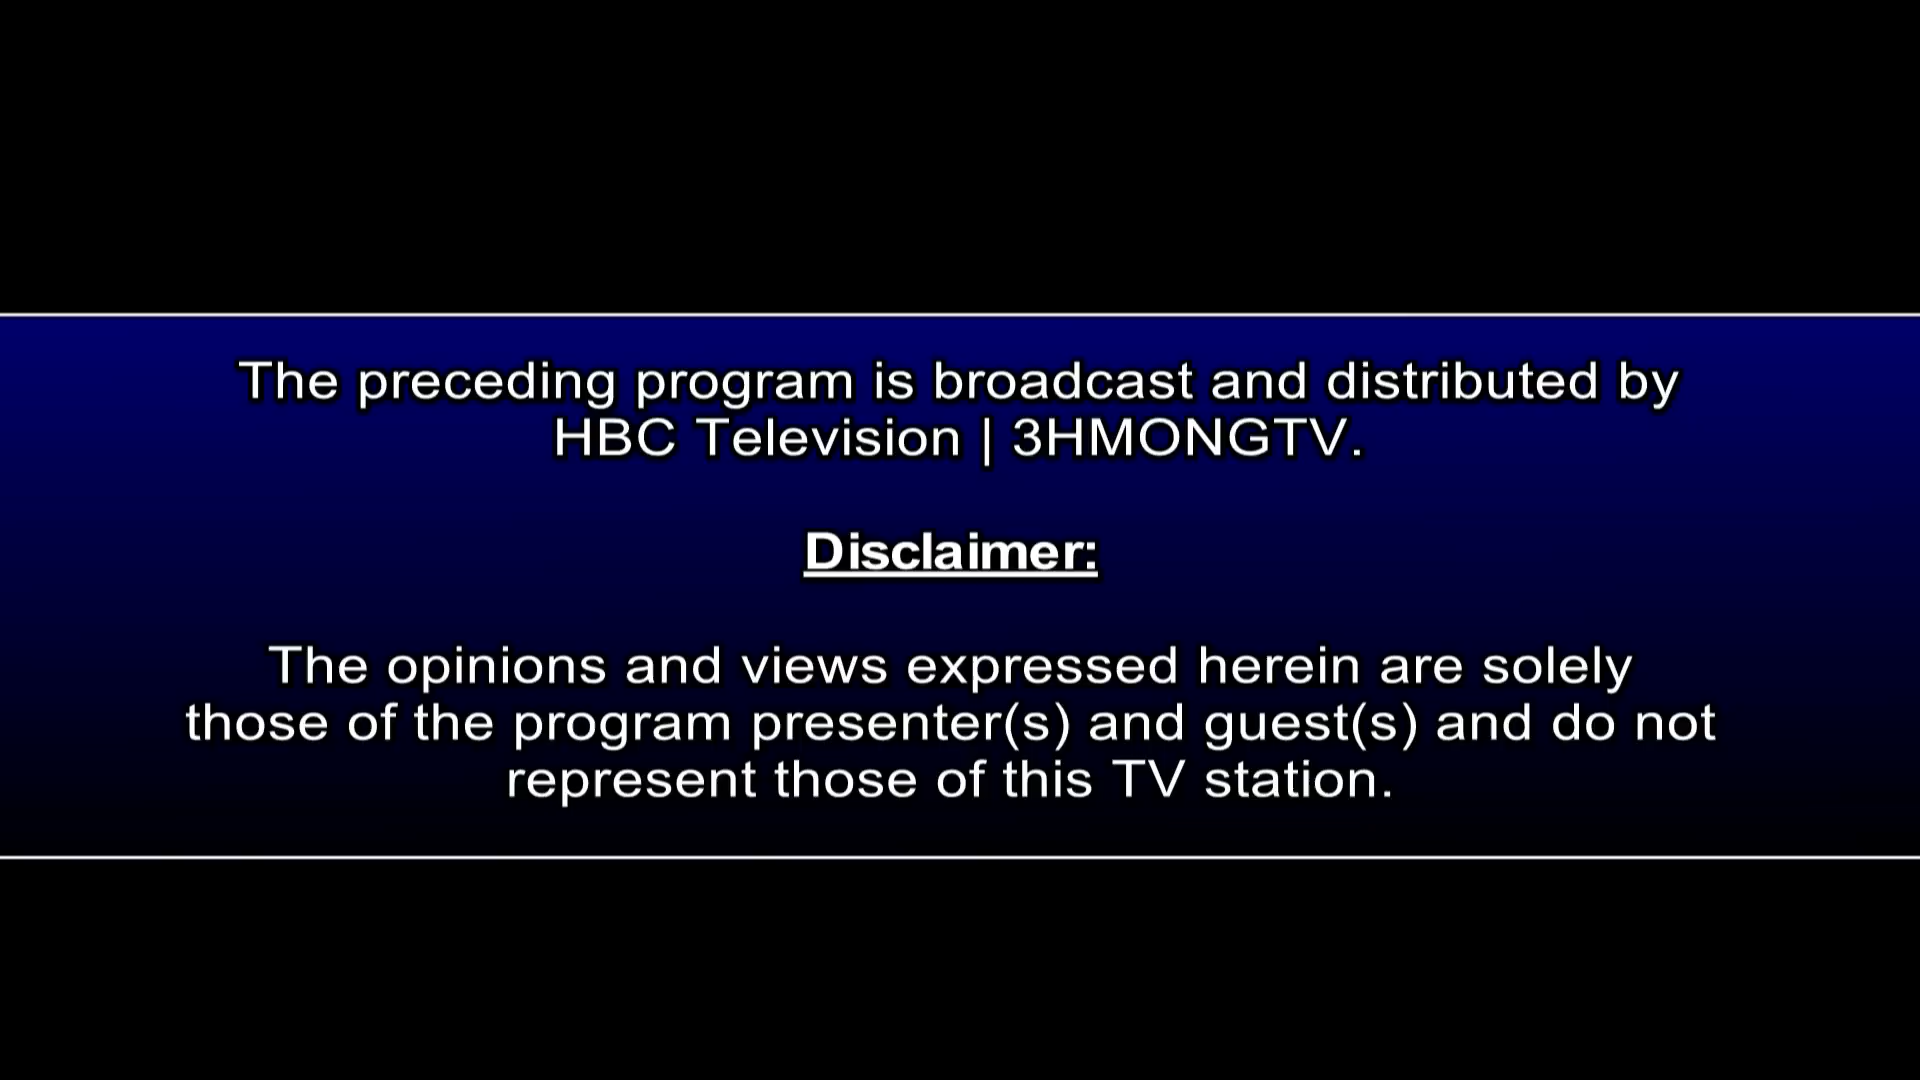 The preceding program is broadcast and distributed by
HBC Television | 3HMONGTV.
Disclaimer:
The opinions and views expressed herein are solely
those of the program presenter(s) and guest(s) and do not
represent those of this TV station.